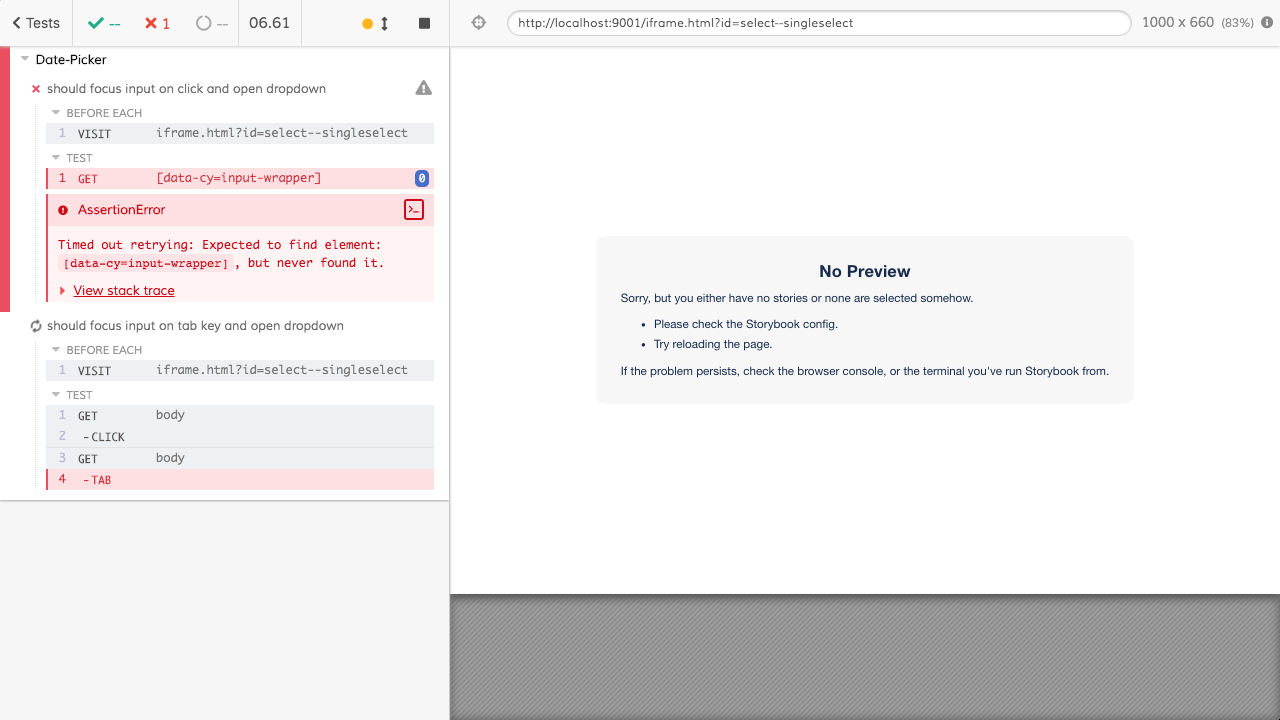 Tests
--
1
--
06.61
http://localhost:9001/iframe.html?id=select--singleselect
1000 x 660 (83%)
Date-Picker
should focus input on click and open dropdown
BEFORE EACH
1 VISIT iframe.html?id=select--singleselect
TEST
1 GET [data-cy=input-wrapper] 0
AssertionError
Timed out retrying: Expected to find element:
[data-cy=input-wrapper], but never found it.
View stack trace
should focus input on tab key and open dropdown
BEFORE EACH
1 VISIT iframe.html?id=select--singleselect
TEST
1 GET body
2 -CLICK
3 GET body
4 -TAB
No Preview
Sorry, but you either have no stories or none are selected somehow.
• Please check the Storybook config.
• Try reloading the page.
If the problem persists, check the browser console, or the terminal you've run Storybook from.